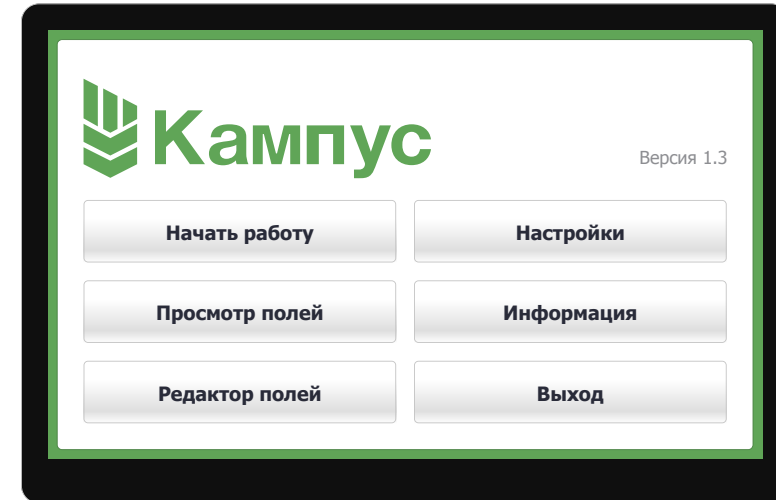 Кампус
Версия 1.3
Начать работу
Настройки
Просмотр полей
Информация
Редактор полей
Выход